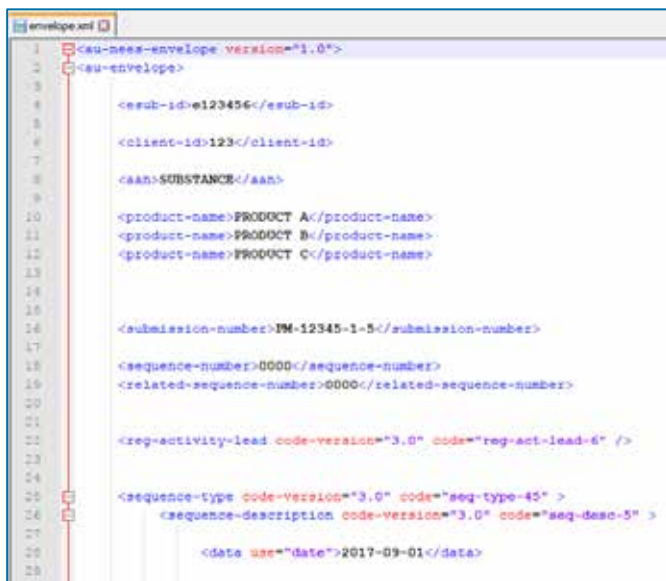 envelope.xml
1 <au-nees-envelope version="1.0">
2 <au-envelope>
3
4 <esub-id>e123456</esub-id>
5
6 <client-id>123</client-id>
7
8 <aan>SUBSTANCE</aan>
9
10 <product-name>PRODUCT A</product-name>
11 <product-name>PRODUCT B</product-name>
12 <product-name>PRODUCT C</product-name>
13
14
15
16 <submission-number>PM-12345-1-5</submission-number>
17
18 <sequence-number>0000</sequence-number>
19 <related-sequence-number>0000</related-sequence-number>
20
21
22 <reg-activity-lead code-version="3.0" code="reg-act-lead-6" />
23
24
25 <sequence-type code-version="3.0" code="seq-type-45" >
26 <sequence-description code-version="3.0" code="seq-desc-5" >
27
28 <data use="date">2017-09-01</data>
29